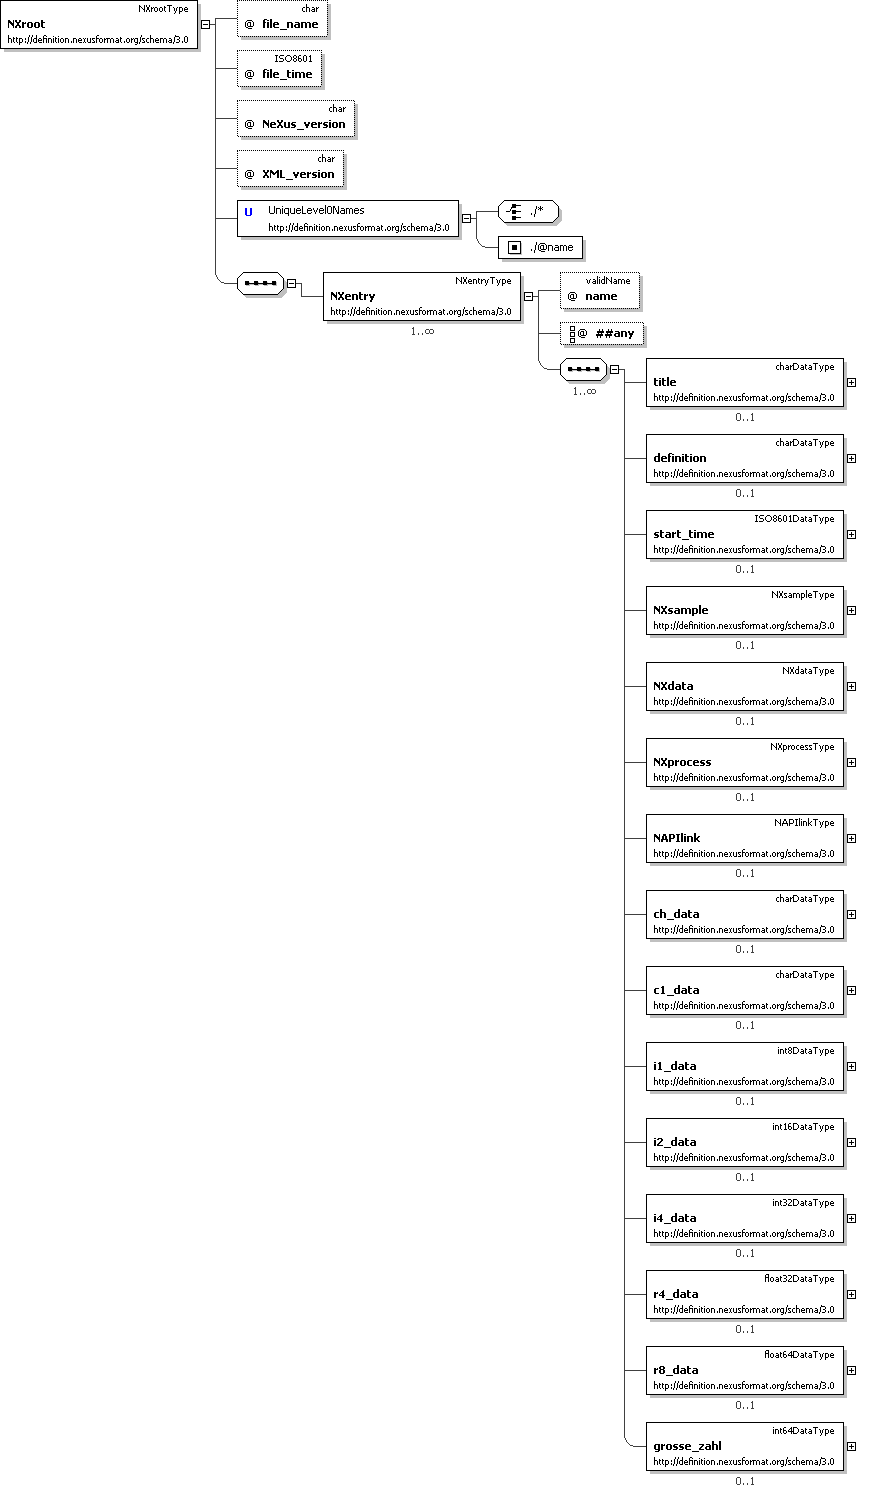 NXrootType
NXroot
http://definition.nexusformat.org/schema/3.0
char
@ file_name
ISO8601
@ file_time
char
@ NeXus_version
char
@ XML_version
U UniqueLevel0Names
http://definition.nexusformat.org/schema/3.0
./*
./@name
NXentryType
NXentry
http://definition.nexusformat.org/schema/3.0
1..∞
validName
@ name
@ ##any
1..∞
charDataType
title
http://definition.nexusformat.org/schema/3.0
0..1
charDataType
definition
http://definition.nexusformat.org/schema/3.0
0..1
ISO8601DataType
start_time
http://definition.nexusformat.org/schema/3.0
0..1
NXsampleType
NXsample
http://definition.nexusformat.org/schema/3.0
0..1
NXdataType
NXdata
http://definition.nexusformat.org/schema/3.0
0..1
NXprocessType
NXprocess
http://definition.nexusformat.org/schema/3.0
0..1
NAPIlinkType
NAPIlink
http://definition.nexusformat.org/schema/3.0
0..1
charDataType
ch_data
http://definition.nexusformat.org/schema/3.0
0..1
charDataType
c1_data
http://definition.nexusformat.org/schema/3.0
0..1
int8DataType
i1_data
http://definition.nexusformat.org/schema/3.0
0..1
int16DataType
i2_data
http://definition.nexusformat.org/schema/3.0
0..1
int32DataType
i4_data
http://definition.nexusformat.org/schema/3.0
0..1
float32DataType
r4_data
http://definition.nexusformat.org/schema/3.0
0..1
float64DataType
r8_data
http://definition.nexusformat.org/schema/3.0
0..1
int64DataType
grosse_zahl
http://definition.nexusformat.org/schema/3.0
0..1